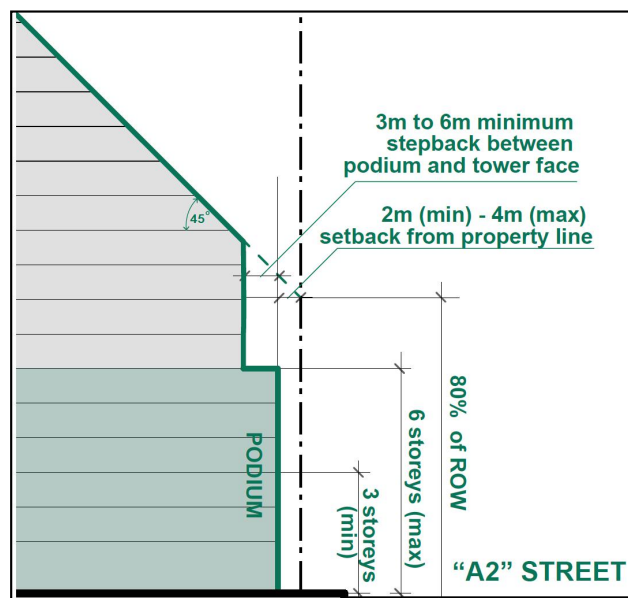 3m to 6m minimum
stepback between
podium and tower face
2m (min) - 4m (max)
setback from property line
45°
80% of ROW
6 storeys (max)
3 storeys
(min)
PODIUM
“A2” STREET